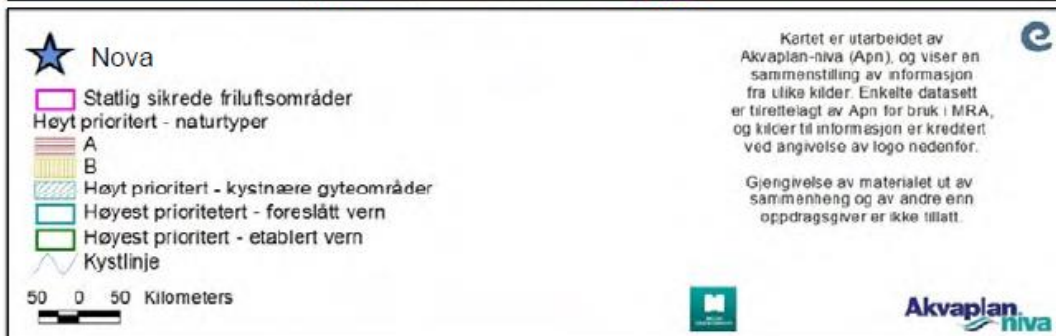 Nova
Statlig sikrede friluftsområder
Høyt prioritert - naturtyper
A
B
Høyt prioritert - kystnære gyteområder
Høyest prioritetert - foreslått vern
Høyest prioritert - etablert vern
Kystlinje
50 0 50 Kilometers
Kartet er utarbeidet av
Akvaplan-niva (Apn), og viser en
sammenstilling av informasjon
fra ulike kilder. Enkelte datasett
er tilrettelagt av Apn for bruk i MRA,
og kilder til informasjon er kreditert
ved angivelse av logo nedenfor.
Gjengivelse av materialet ut av
sammenheng og av andre enn
oppdragsgiver er ikke tillatt.
Akvaplan
niva